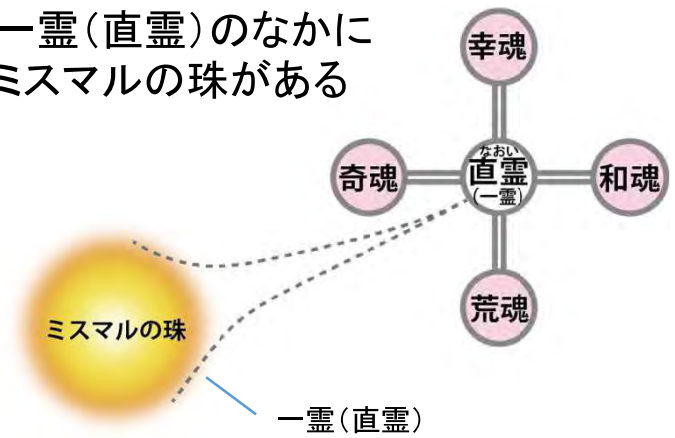 一霊（直霊）のなかに
ミスマルの珠がある
幸魂
奇魂
なおい
直霊
（一霊）
和魂
荒魂
ミスマルの珠
一霊（直霊）